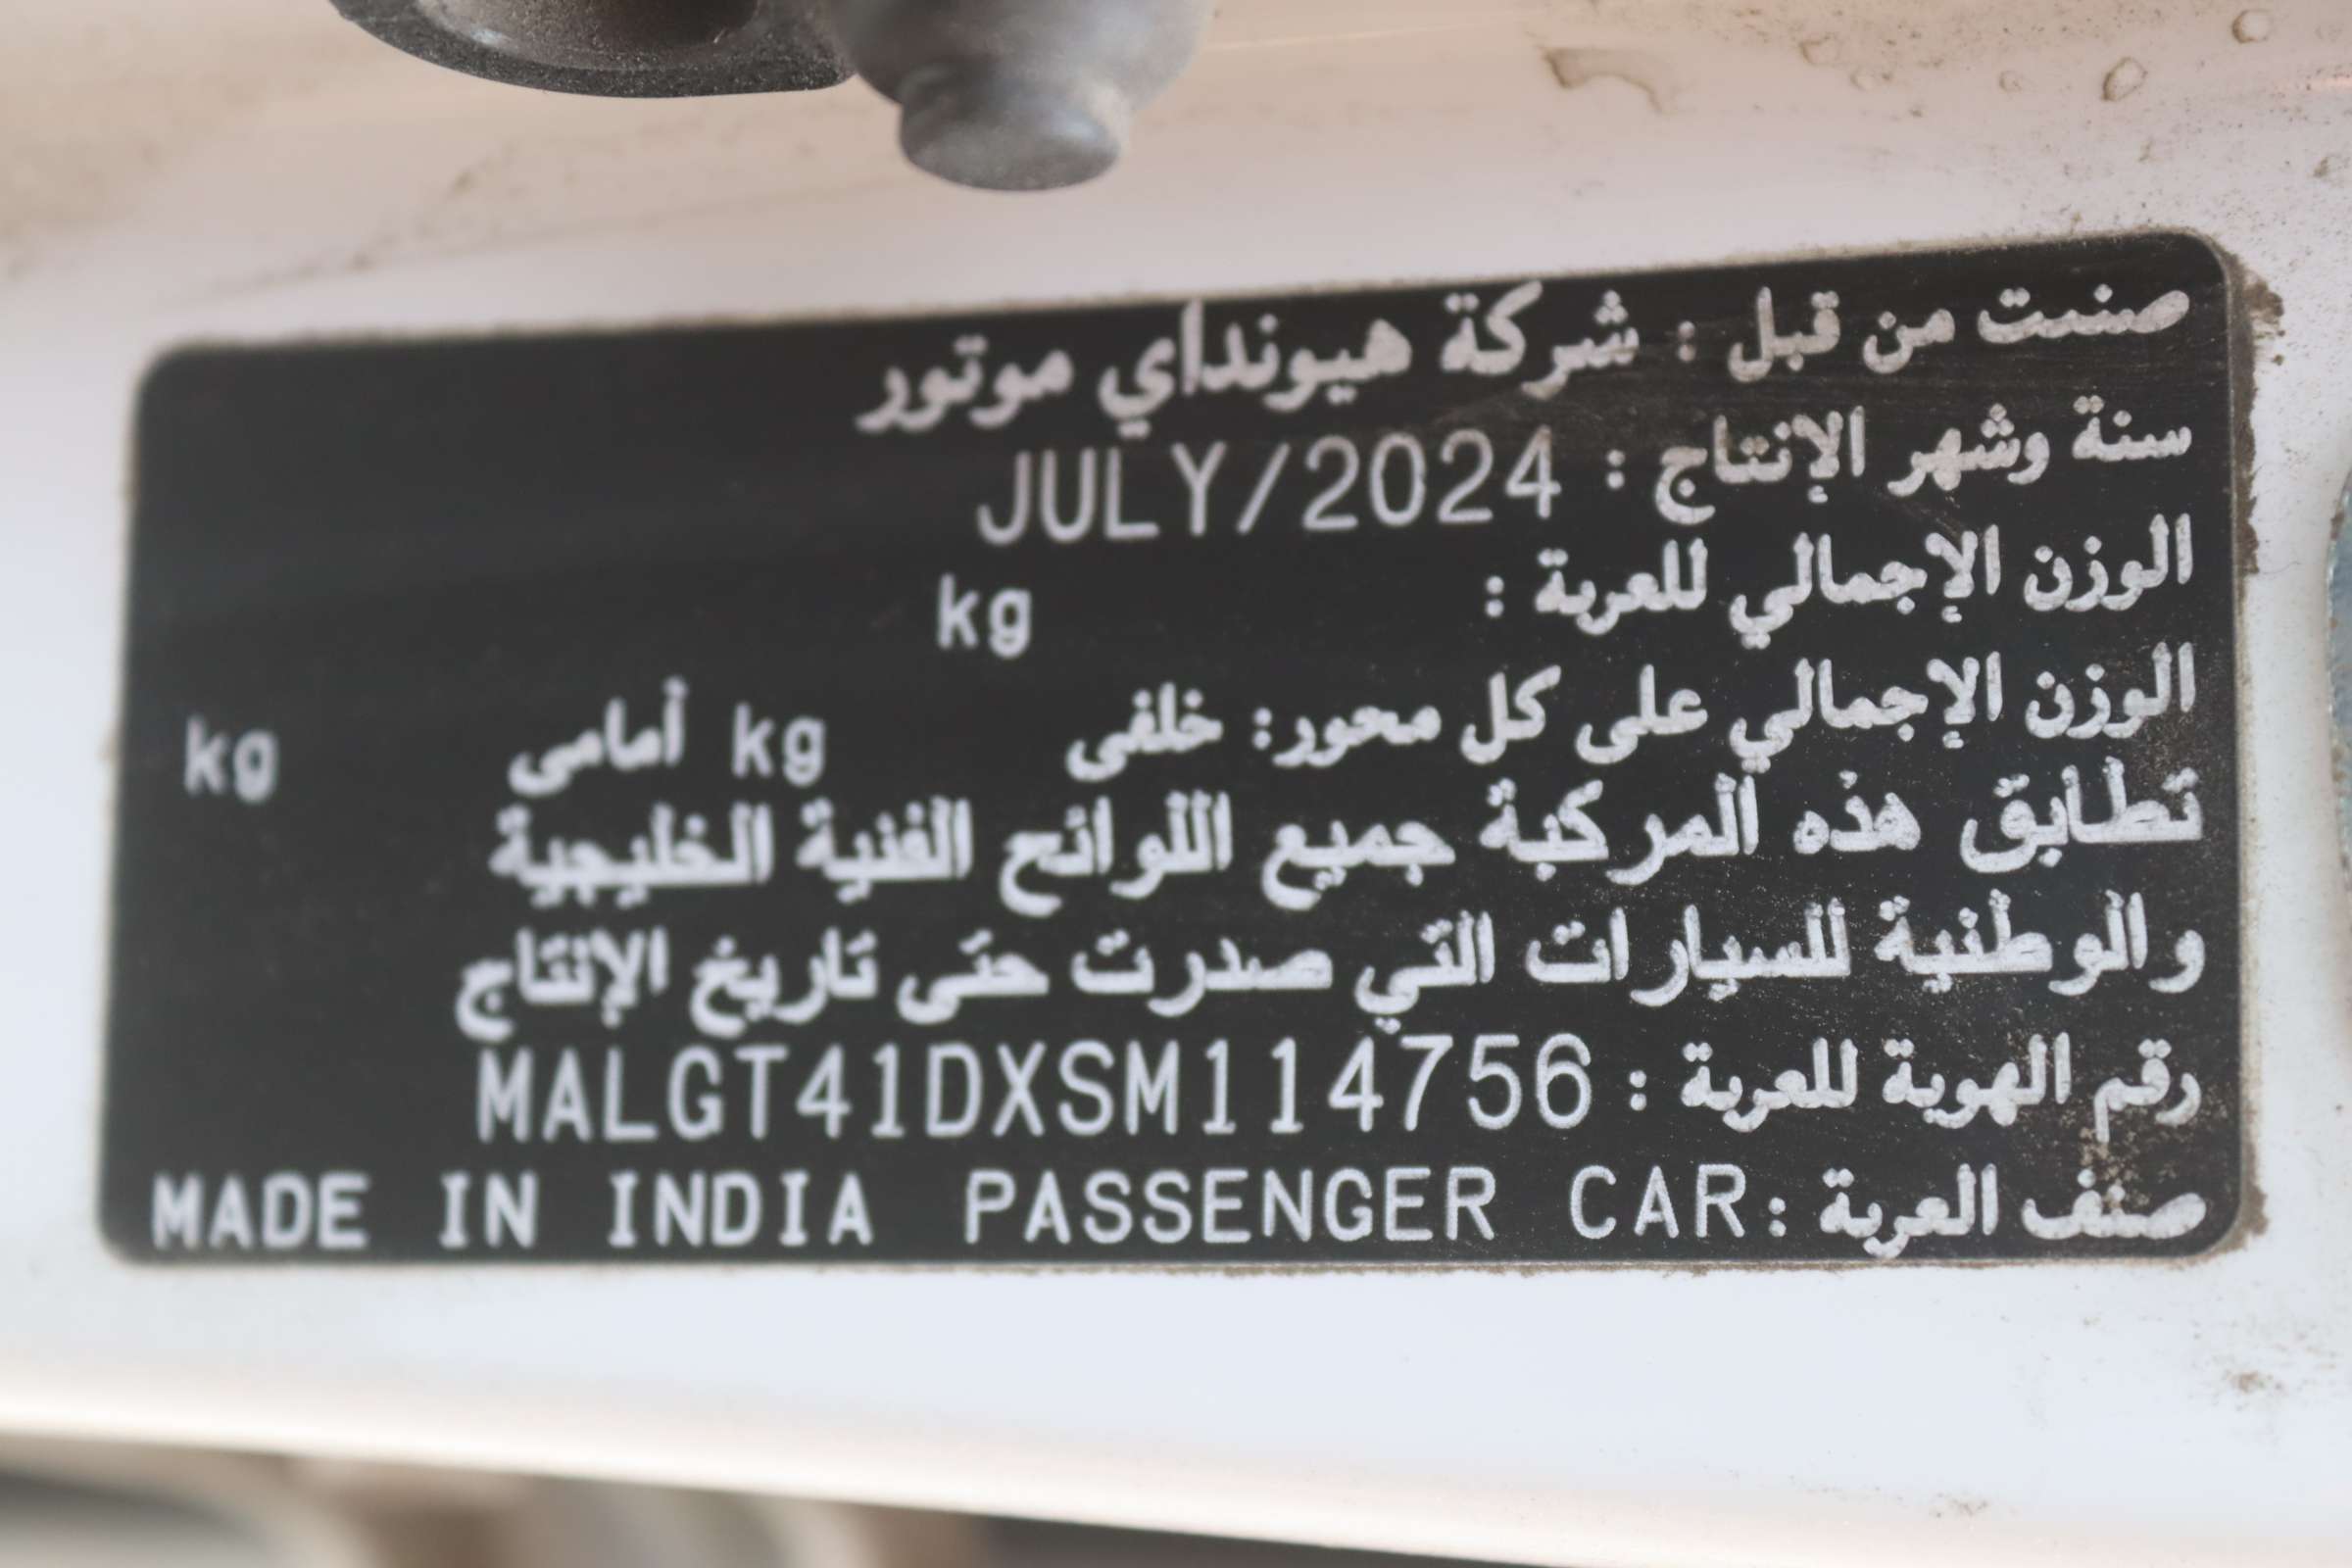 صنعت من قبل : شركة هيونداي موتور
سنة وشهر الإنتاج : JULY/2024
الوزن الإجمالي للعربة : kg
الوزن الإجمالي على كل محور: خلفى kg أمامى kg
تطابق هذه المركبة جميع اللوائح الفنية الخليجية
والوطنية للسيارات التي صدرت حتى تاريخ الإنتاج
رقم الهوية للعربة : MALGT41DXSM114756
صنف العربة : PASSENGER CAR MADE IN INDIA